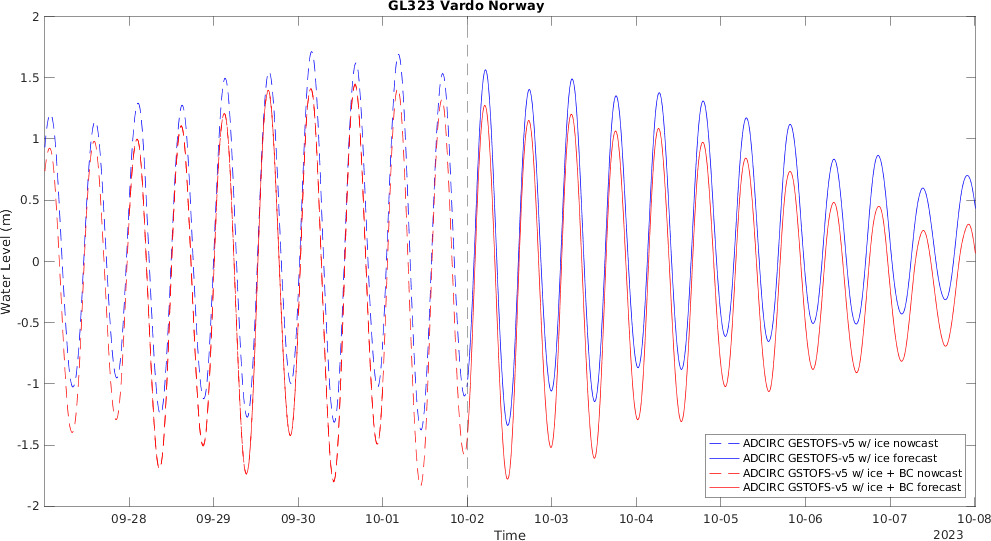 GL323 Vardo Norway
2
1.5
1
0.5
0
-0.5
-1
-1.5
-2
Water Level (m)
ADCIRC GESTOFS-v5 w/ ice nowcast
ADCIRC GESTOFS-v5 w/ ice forecast
ADCIRC GSTOFS-v5 w/ ice + BC nowcast
ADCIRC GSTOFS-v5 w/ ice + BC forecast
09-28 09-29 09-30 10-01 10-02 10-03 10-04 10-05 10-06 10-07 10-08
Time
2023